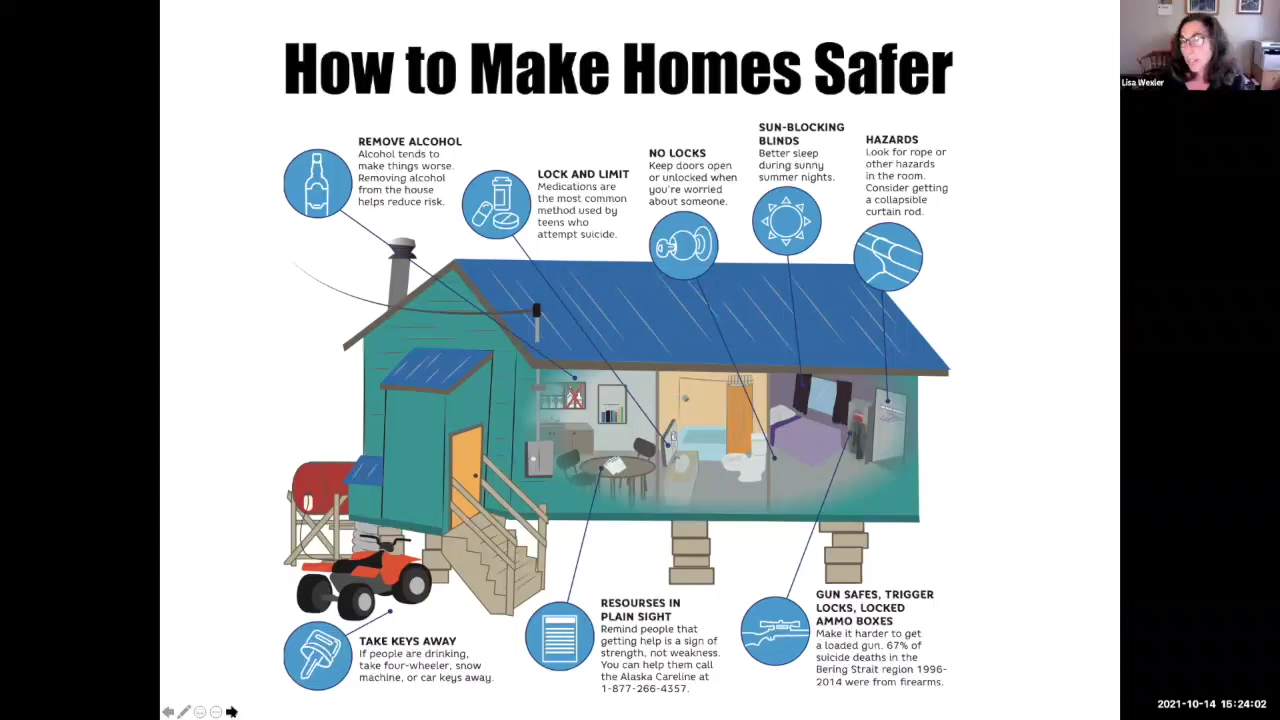 How to Make Homes Safer
Lisa Wexler
REMOVE ALCOHOL
Alcohol tends to
make things worse.
Removing alcohol
from the house
helps reduce risk.
LOCK AND LIMIT
Medications are
the most common
method used by
teens who
attempt suicide.
NO LOCKS
Keep doors open
or unlocked when
you're worried
about someone.
SUN-BLOCKING
BLINDS
Better sleep
during sunny
summer nights.
HAZARDS
Look for rope or
other hazards
in the room.
Consider getting
a collapsible
curtain rod.
TAKE KEYS AWAY
If people are drinking,
take four-wheeler, snow
machine, or car keys away.
RESOURSES IN
PLAIN SIGHT
Remind people that
getting help is a sign of
strength, not weakness.
You can help them call
the Alaska Careline at
1-877-266-4357.
GUN SAFES, TRIGGER
LOCKS, LOCKED
AMMO BOXES
Make it harder to get
a loaded gun. 67% of
suicide deaths in the
Bering Strait region 1996-
2014 were from firearms.
2021-10-14 15:24:02